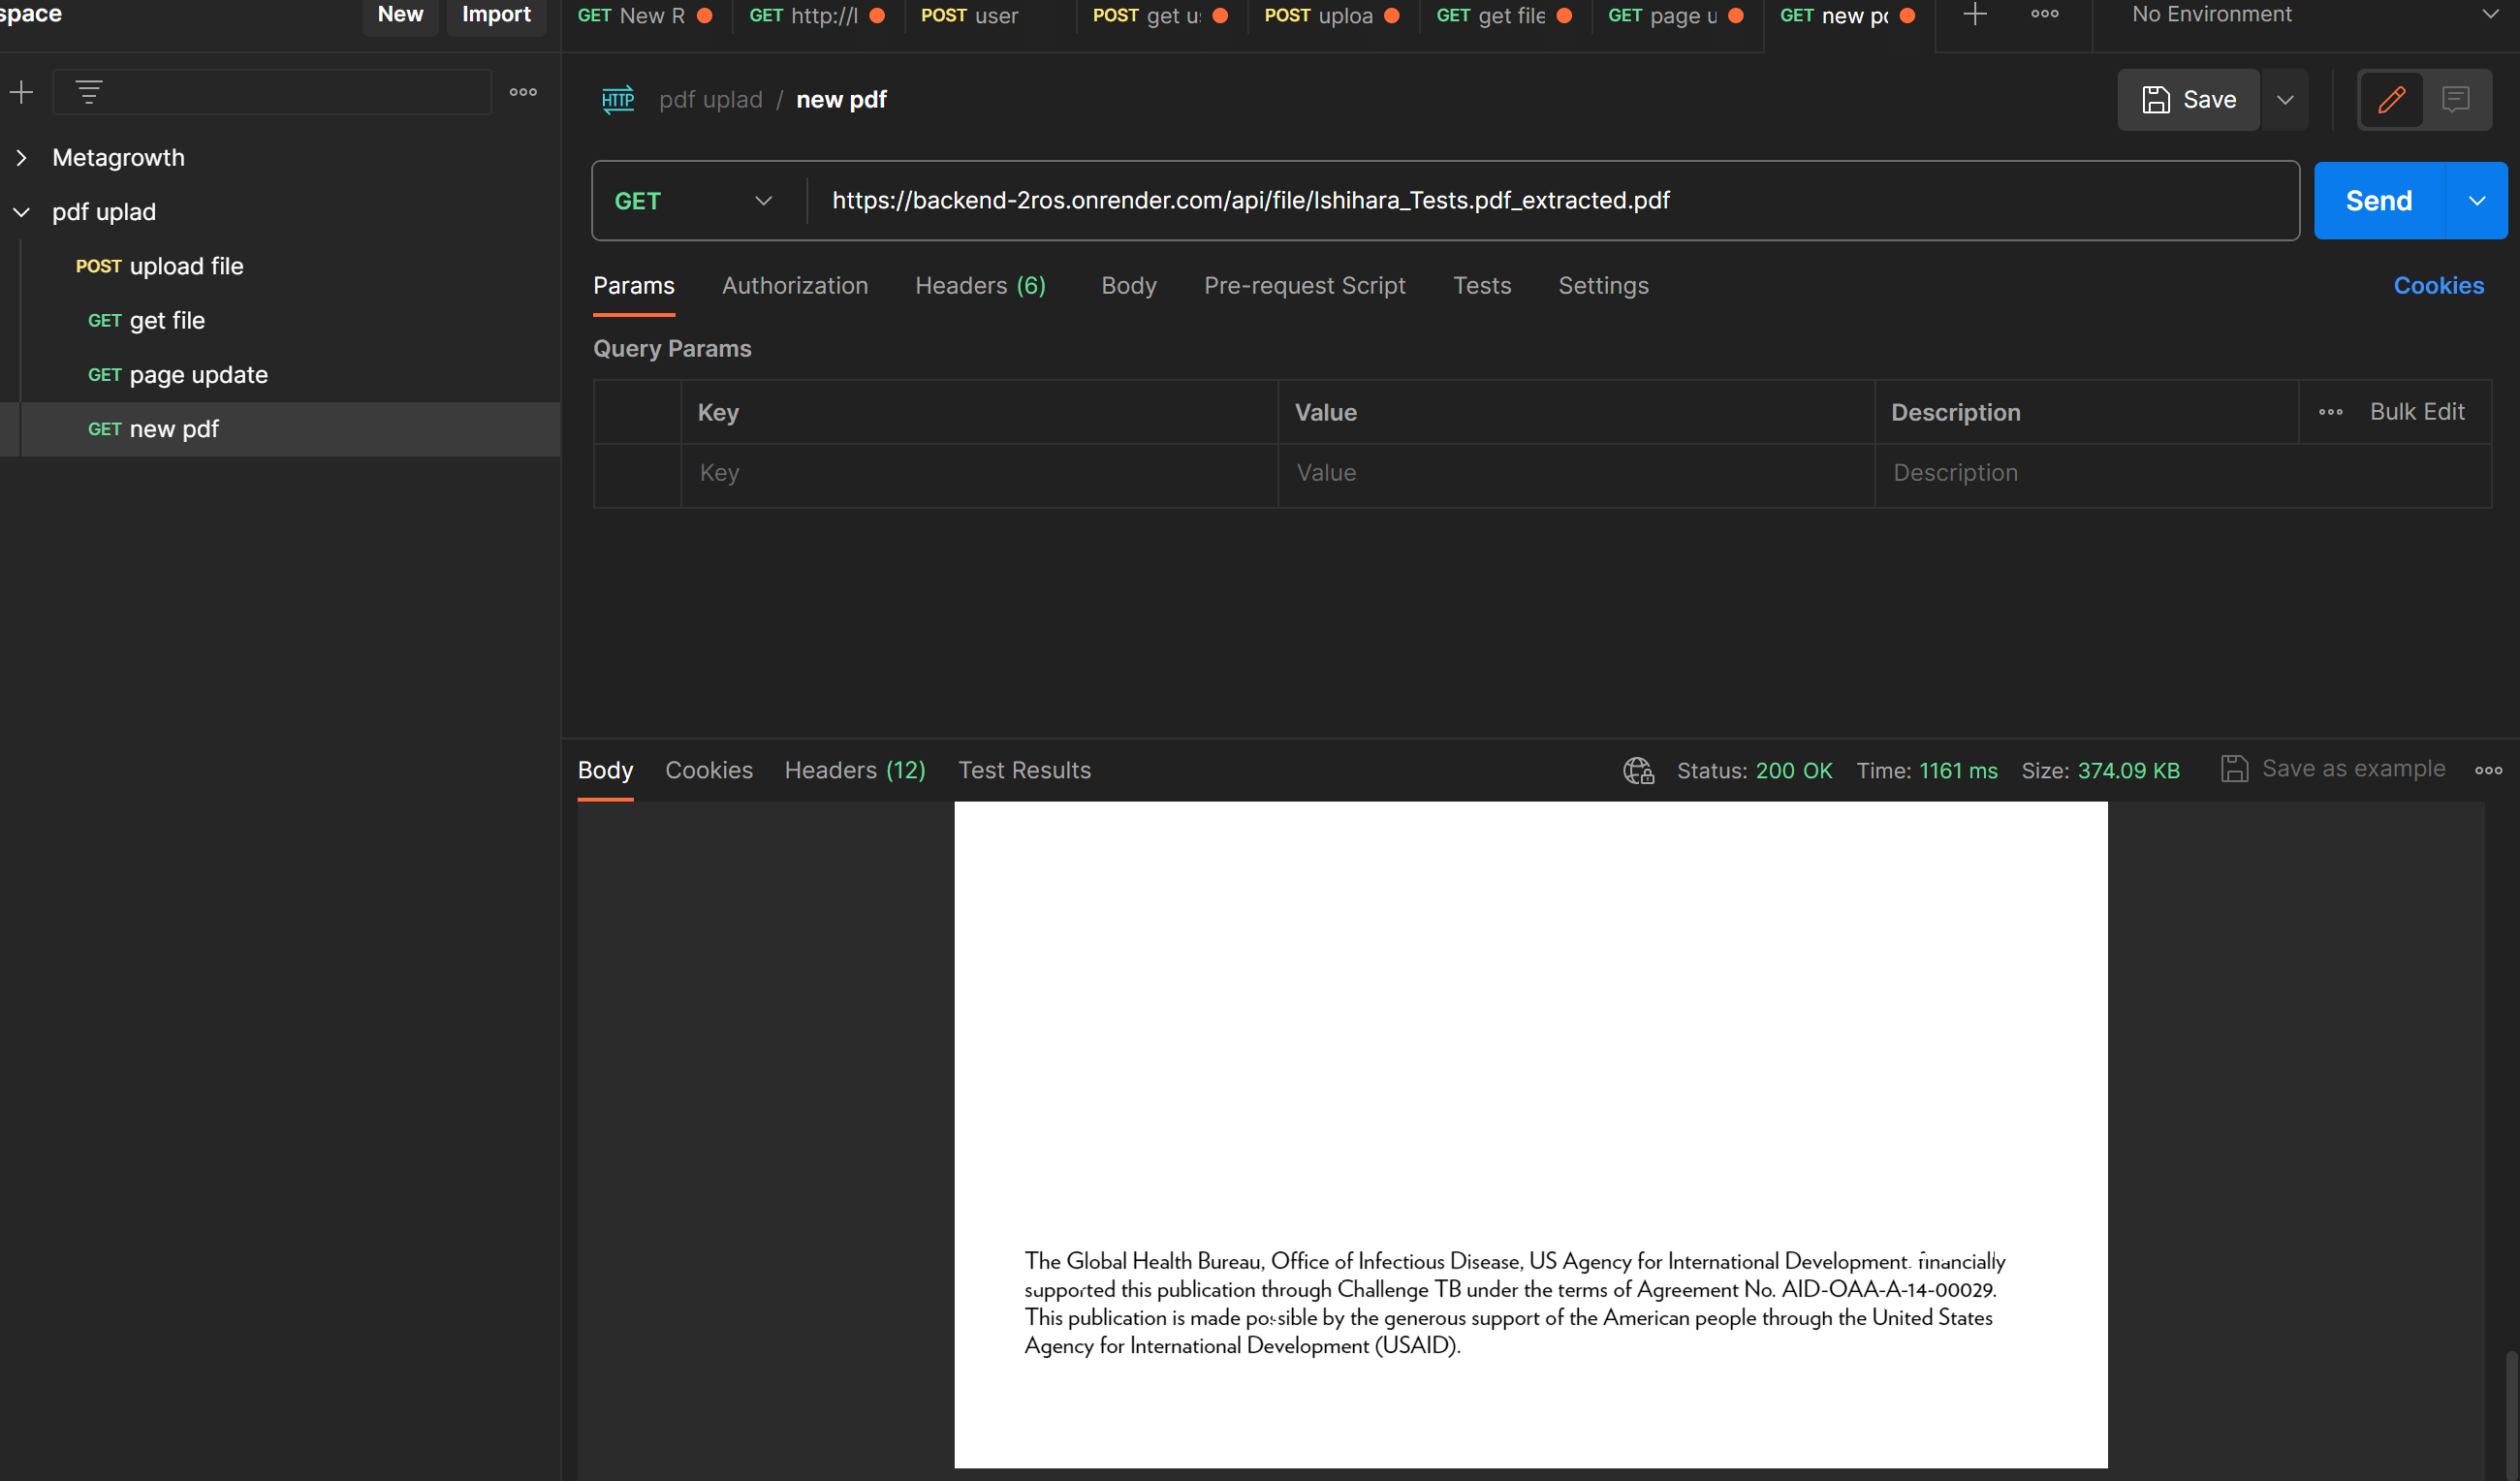 space
New
Import
GET New R
GET http://l
POST user
POST get u
POST uploa
GET get file
GET page u
GET new
No Environment
HTTP pdf uplad / new pdf
Save
Metagrowth
pdf uplad
POST upload file
GET get file
GET page update
GET new pdf
GET https://backend-2ros.onrender.com/api/file/Ishihara_Tests.pdf_extracted.pdf
Send
Params Authorization Headers (6) Body Pre-request Script Tests Settings
Cookies
Query Params
Key Value Description Bulk Edit
Key Value Description
Body Cookies Headers (12) Test Results
Status: 200 OK Time: 1161 ms Size: 374.09 KB
Save as example
The Global Health Bureau, Office of Infectious Disease, US Agency for International Development. financially
supported this publication through Challenge TB under the terms of Agreement No. AID-OAA-A-14-00029.
This publication is made possible by the generous support of the American people through the United States
Agency for International Development (USAID).